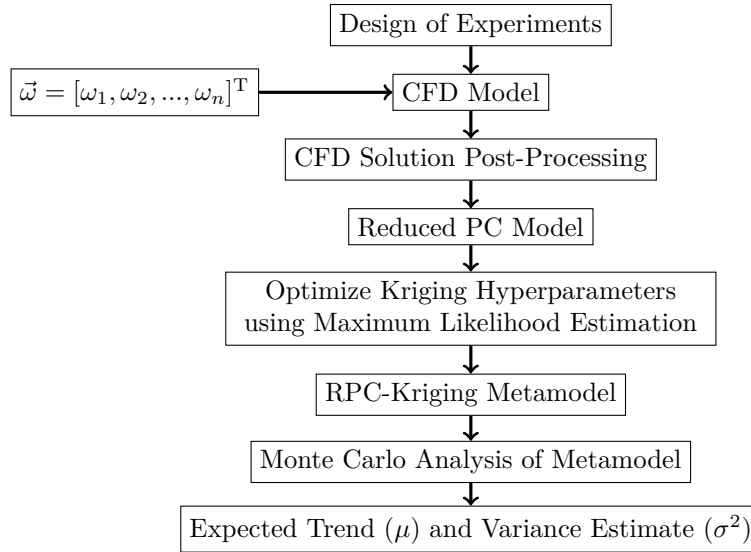 Design of Experiments
$\vec{\omega} = [\omega_1, \omega_2, ..., \omega_n]^{\mathrm{T}}$
CFD Model
CFD Solution Post-Processing
Reduced PC Model
Optimize Kriging Hyperparameters
using Maximum Likelihood Estimation
RPC-Kriging Metamodel
Monte Carlo Analysis of Metamodel
Expected Trend ($\mu$) and Variance Estimate ($\sigma^2$)